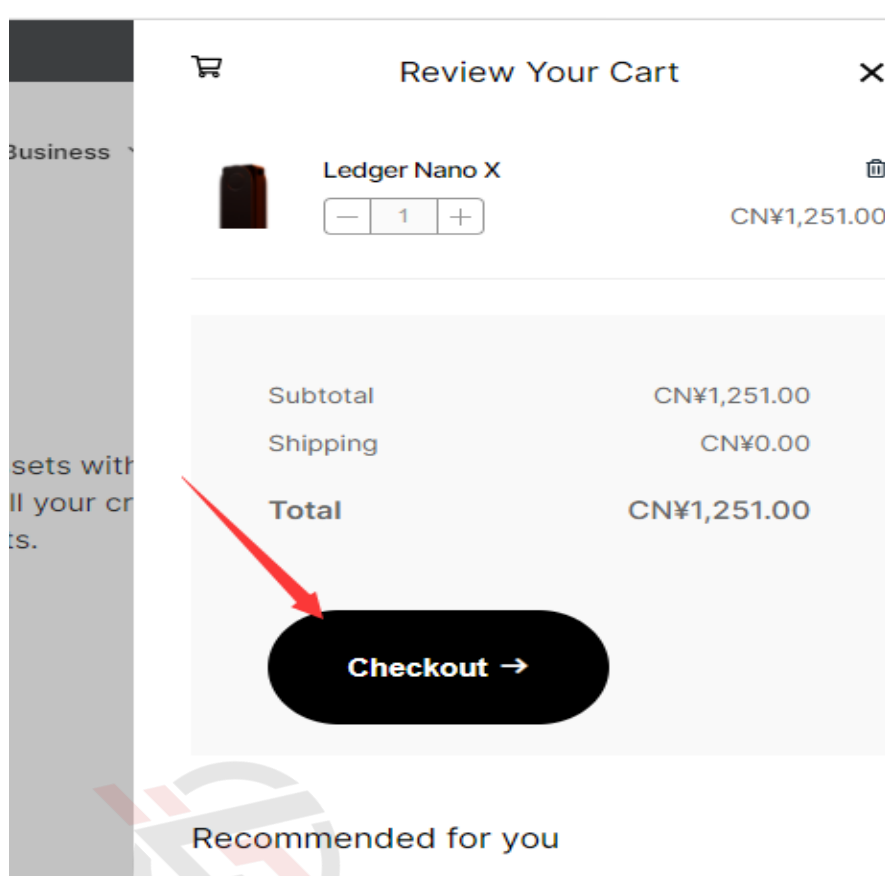 Review Your Cart
Business
Ledger Nano X
1
CN¥1,251.00
Subtotal CN¥1,251.00
Shipping CN¥0.00
sets with
ll your cr
Total CN¥1,251.00
ts.
Checkout →
Recommended for you